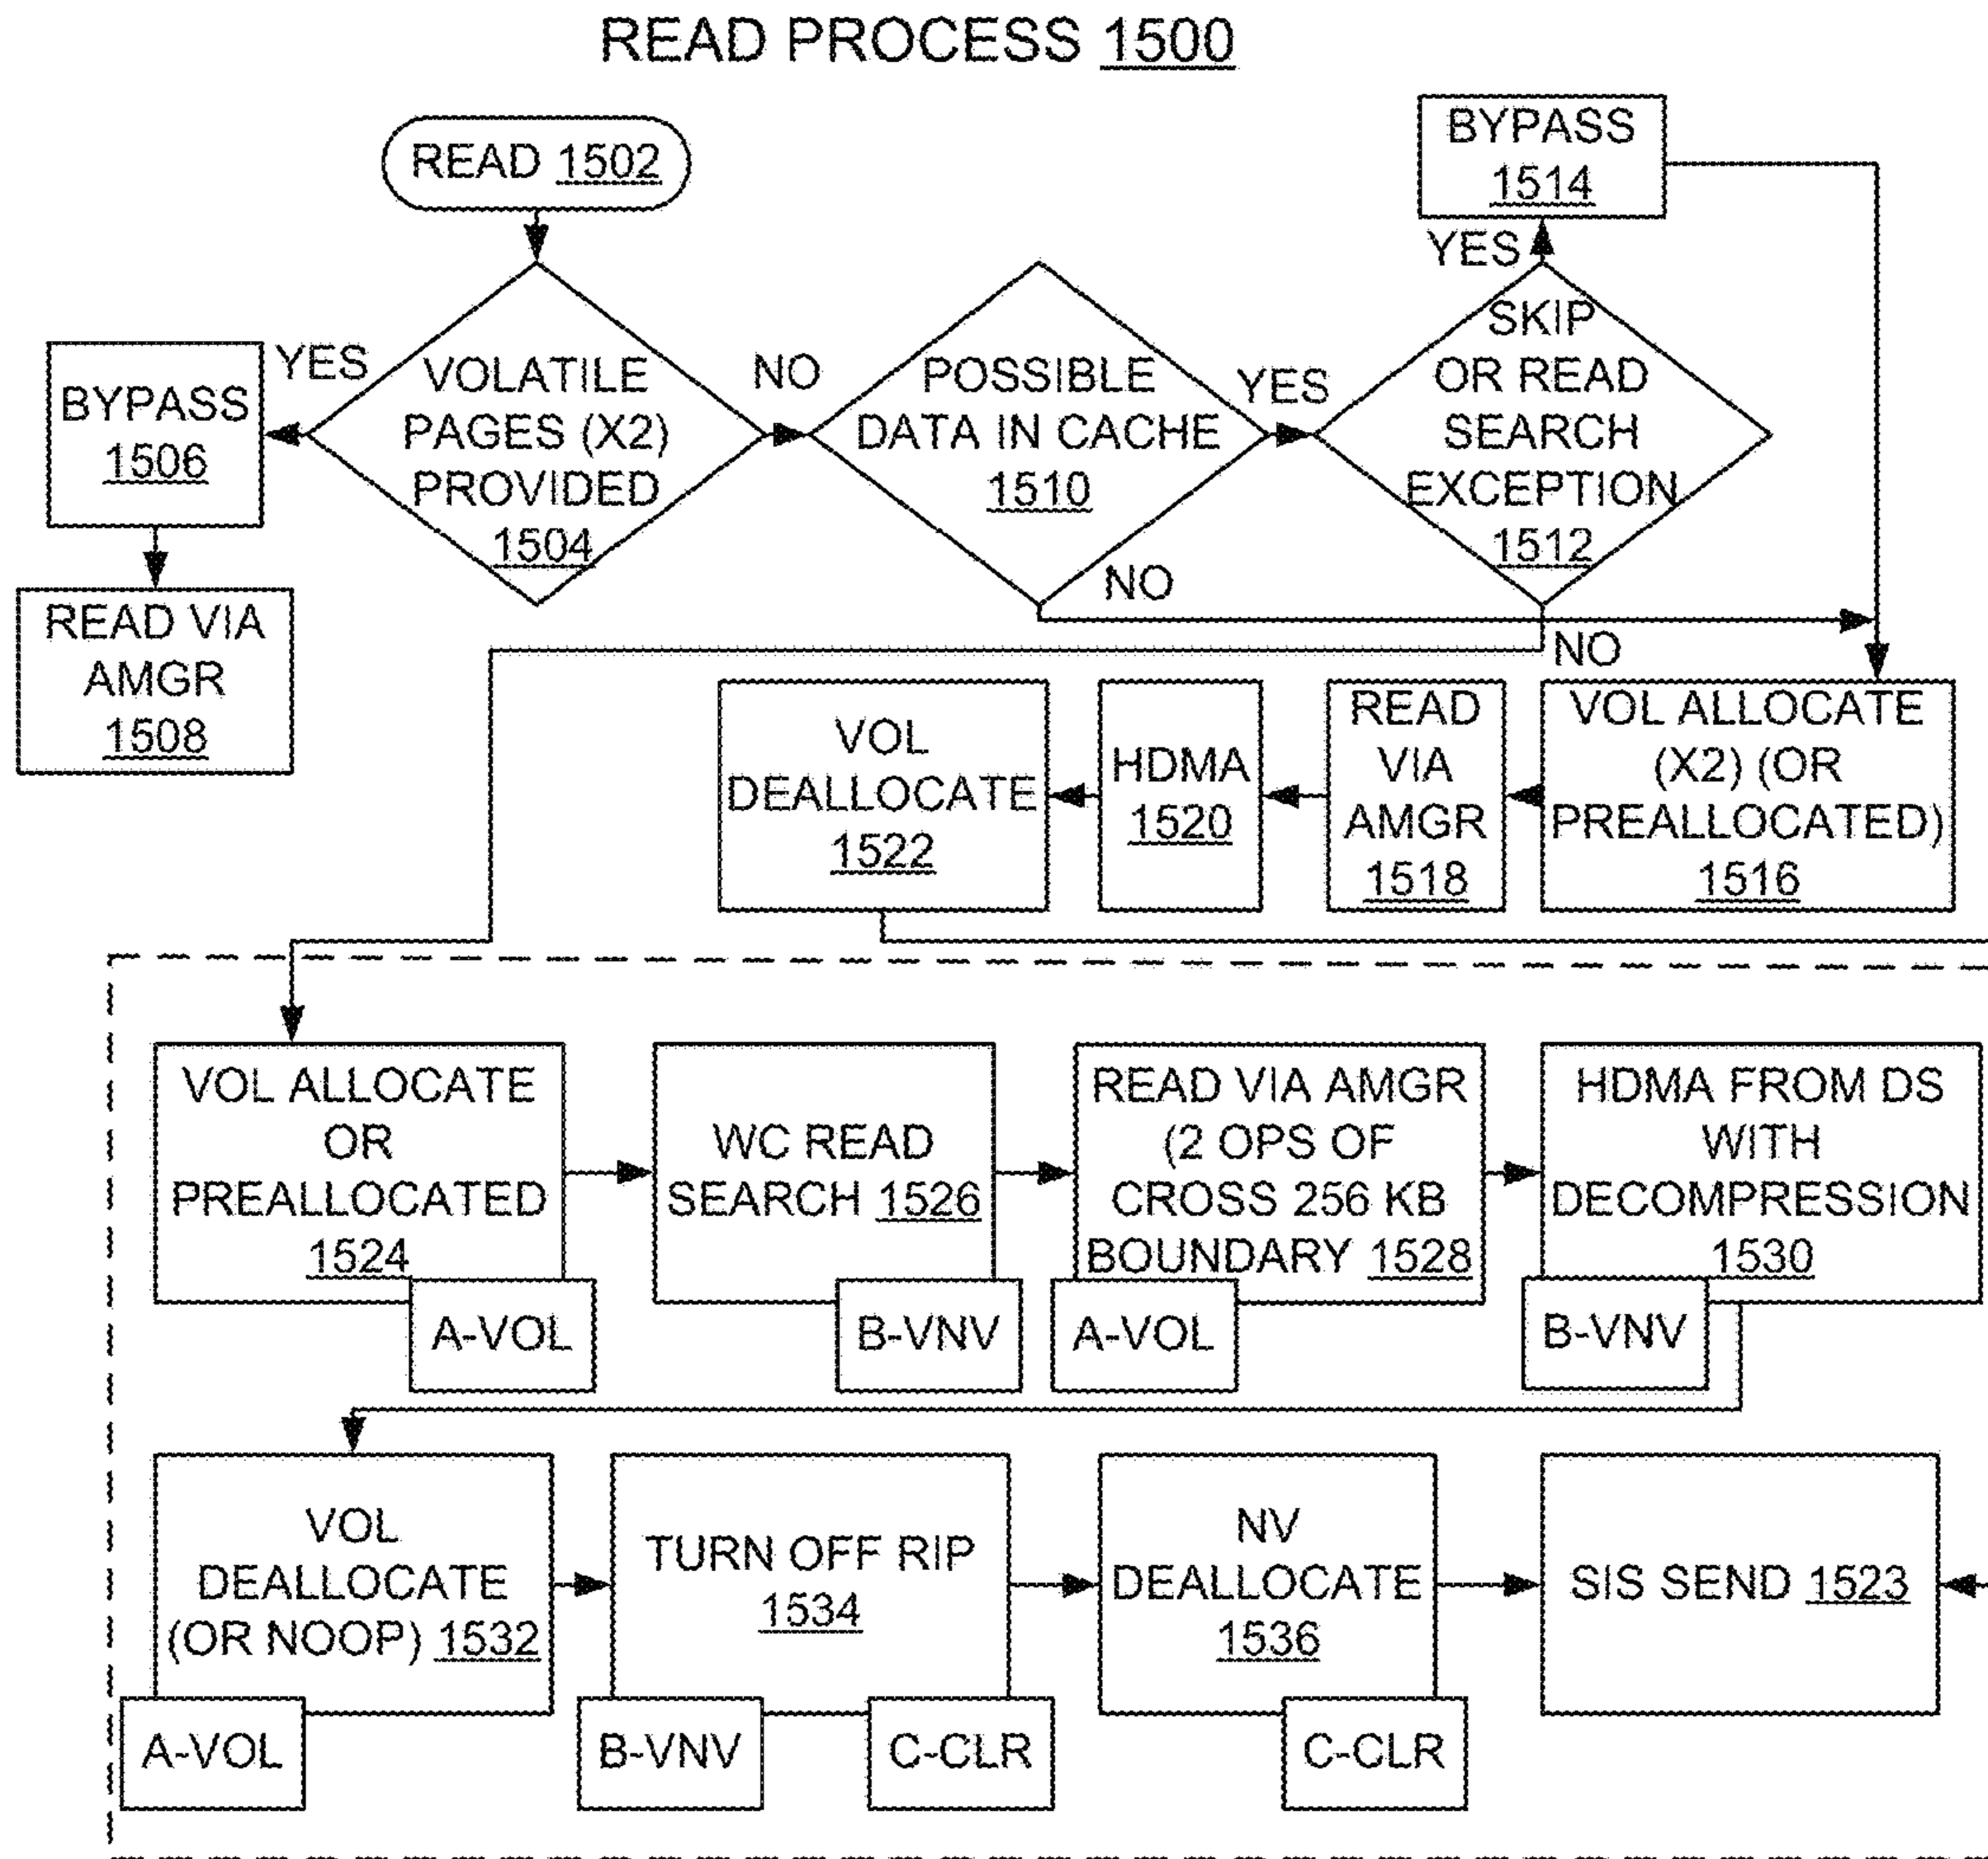 READ PROCESS 1500
READ 1502
BYPASS
1514
YES
YES
BYPASS
1506
VOLATILE
PAGES (X2)
PROVIDED
1504
NO
POSSIBLE
DATA IN CACHE
1510
YES
SKIP
OR READ
SEARCH
EXCEPTION
1512
NO
NO
READ VIA
AMGR
1508
VOL
DEALLOCATE
1522
HDMA
1520
READ
VIA
AMGR
1518
VOL ALLOCATE
(X2) (OR
PREALLOCATED)
1516
VOL ALLOCATE
OR
PREALLOCATED
1524
A-VOL
WC READ
SEARCH 1526
B-VNV
READ VIA AMGR
(2 OPS OF
CROSS 256 KB
BOUNDARY 1528
A-VOL
HDMA FROM DS
WITH
DECOMPRESSION
1530
B-VNV
VOL
DEALLOCATE
(OR NOOP) 1532
A-VOL
TURN OFF RIP
1534
B-VNV
C-CLR
NV
DEALLOCATE
1536
C-CLR
SIS SEND 1523